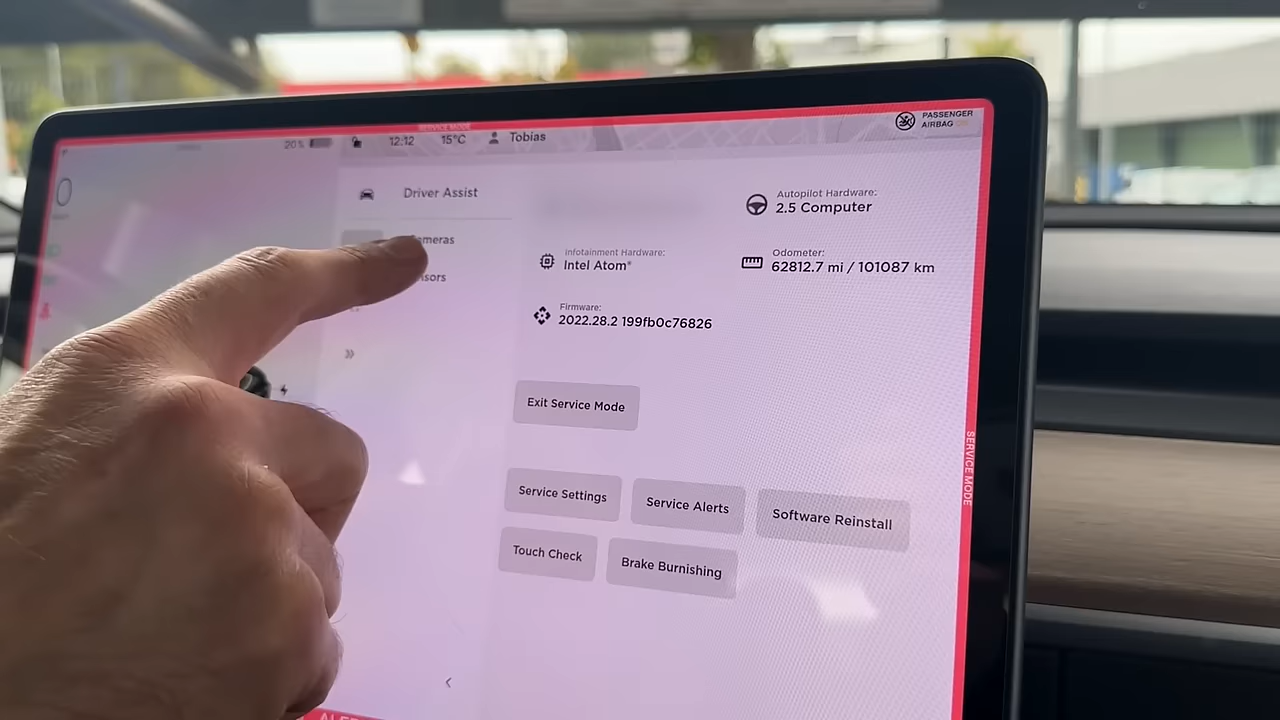 SERVICE MODE
20%
12:12
15°C
Tobias
PASSENGER
AIRBAG ON
Driver Assist
Autopilot Hardware:
2.5 Computer
Infotainment Hardware:
Intel Atom®
Odometer:
62812.7 mi / 101087 km
Firmware:
2022.28.2 199fb0c76826
Exit Service Mode
Service Settings
Service Alerts
Software Reinstall
Touch Check
Brake Burnishing
SERVICE MODE